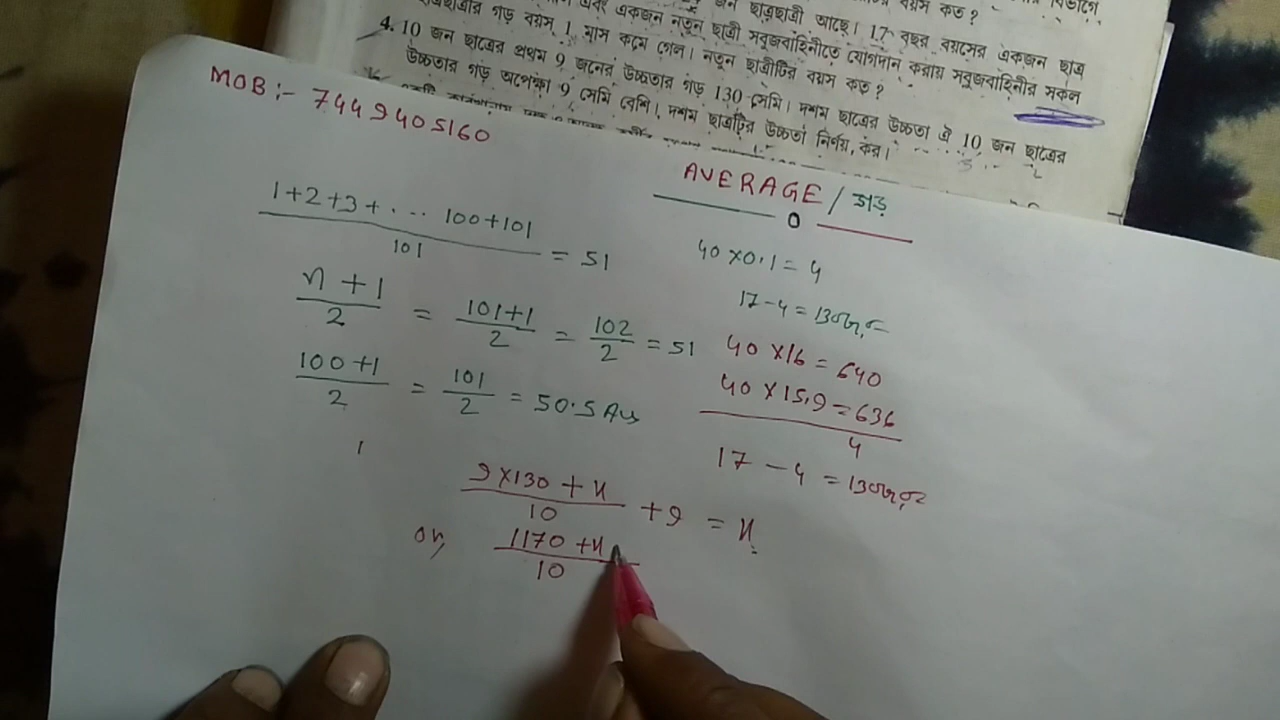 জন ছাত্রছাত্রী আছে। 17 বছর বয়সের একজন ছাত্র
এবং একজন নতুন ছাত্রী সবুজবাহিনীতে যোগদান করায় সবুজবাহিনীর সকল
গড় বয়স 1 মাস কমে গেল। নতুন ছাত্রীটির বয়স কত?
4. 10 জন ছাত্রের প্রথম 9 জনের উচ্চতার গড় 130 সেমি। দশম ছাত্রের উচ্চতা ঐ 10 জন ছাত্রের
উচ্চতার গড় অপেক্ষা 9 সেমি বেশি। দশম ছাত্রটির উচ্চতা নির্ণয় কর।
MOB:- 7449405160
AVERAGE / গড়
1+2+3+... 100+101
101
= 51
n + 1
2
= 101+1
2
= 102
2
= 51
100 + 1
2
= 101
2
= 50.5 Ans
40 × 0.1 = 4
17 - 4 = 13 বছর
40 × 16 = 640
40 × 15.9 = 636
4
17 - 4 = 13 বছর
9 × 130 + x
10
+ 9 = x
or, 1170 + x
10